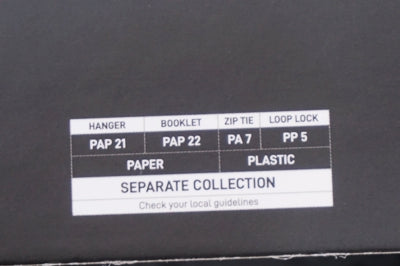 HANGER BOOKLET ZIP TIE LOOP LOCK
PAP 21 PAP 22 PA 7 PP 5
PAPER PLASTIC
SEPARATE COLLECTION
Check your local guidelines